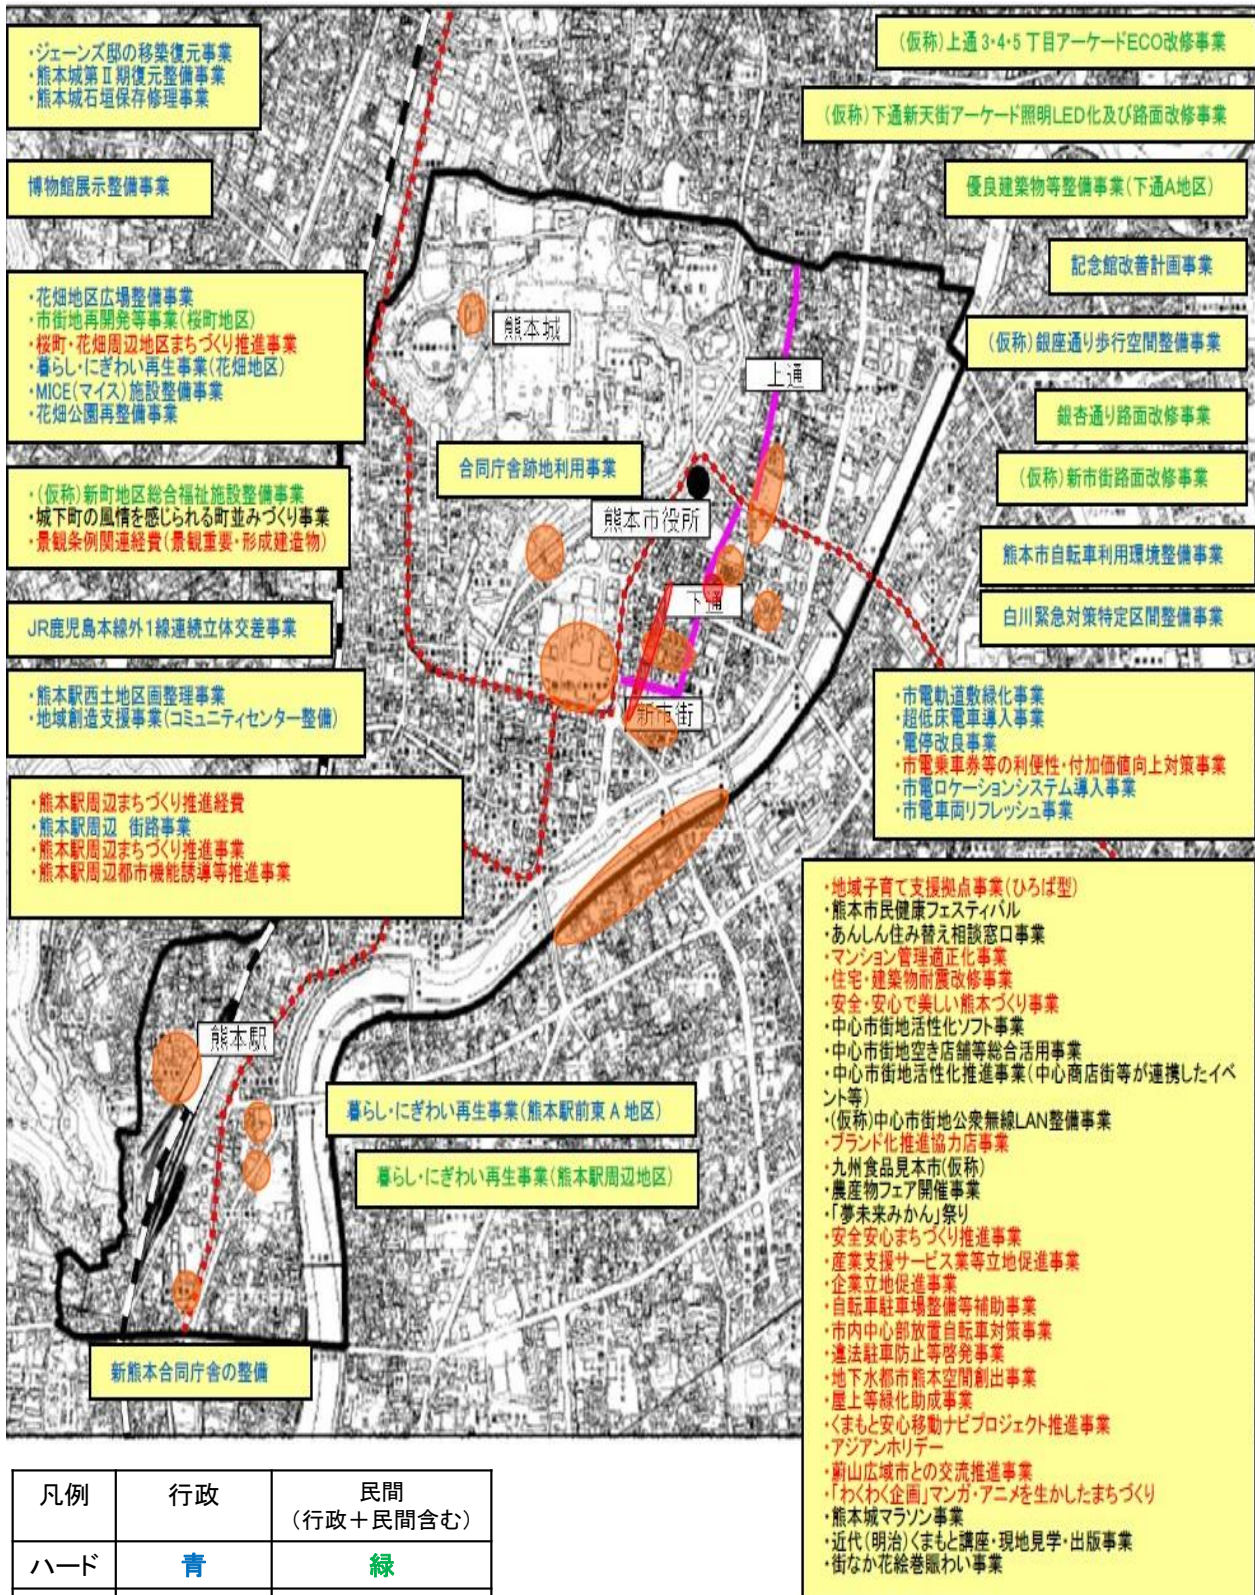 ・ジェーンズ邸の移築復元事業
・熊本城第Ⅱ期復元整備事業
・熊本城石垣保存修理事業
博物館展示整備事業
・花畑地区広場整備事業
・市街地再開発等事業(桜町地区)
・桜町・花畑周辺地区まちづくり推進事業
・暮らし・にぎわい再生事業(花畑地区)
・MICE(マイス)施設整備事業
・花畑公園再整備事業
・(仮称)新町地区総合福祉施設整備事業
・城下町の風情を感じられる町並みづくり事業
・景観条例関連経費(景観重要・形成建造物)
JR鹿児島本線外1線連続立体交差事業
・熊本駅西土地区画整理事業
・地域創造支援事業(コミュニティセンター整備)
・熊本駅周辺まちづくり推進経費
・熊本駅周辺 街路事業
・熊本駅周辺まちづくり推進事業
・熊本駅周辺都市機能誘導等推進事業
熊本城
上通
合同庁舎跡地利用事業
熊本市役所
下通
新市街
熊本駅
暮らし・にぎわい再生事業(熊本駅前東A地区)
暮らし・にぎわい再生事業(熊本駅周辺地区)
新熊本合同庁舎の整備
(仮称)上通3・4・5丁目アーケードECO改修事業
(仮称)下通新天街アーケード照明LED化及び路面改修事業
優良建築物等整備事業(下通A地区)
記念館改善計画事業
(仮称)銀座通り歩行空間整備事業
銀杏通り路面改修事業
(仮称)新市街路面改修事業
熊本市自転車利用環境整備事業
白川緊急対策特定区間整備事業
・市電軌道敷緑化事業
・超低床電車導入事業
・電停改良事業
・市電乗車券等の利便性・付加価値向上対策事業
・市電ロケーションシステム導入事業
・市電車両リフレッシュ事業
・地域子育て支援拠点事業(ひろば型)
・熊本市民健康フェスティバル
・あんしん住み替え相談窓口事業
・マンション管理適正化事業
・住宅・建築物耐震改修事業
・安全・安心で美しい熊本づくり事業
・中心市街地活性化ソフト事業
・中心市街地空き店舗等総合活用事業
・中心市街地活性化推進事業(中心商店街等が連携したイベ
ント等)
・(仮称)中心市街地公衆無線LAN整備事業
・ブランド化推進協力店事業
・九州食品見本市(仮称)
・農産物フェア開催事業
・「夢未来みかん」祭り
・安全安心まちづくり推進事業
・産業支援サービス業等立地促進事業
・企業立地促進事業
・自転車駐車場整備等補助事業
・市内中心部放置自転車対策事業
・違法駐車防止等啓発事業
・地下水都市熊本空間創出事業
・屋上等緑化助成事業
・くまもと安心移動ナビプロジェクト推進事業
・アジアンホリデー
・蔚山広域市との交流推進事業
・「わくわく企画」マンガ・アニメを生かしたまちづくり
・熊本城マラソン事業
・近代(明治)くまもと講座・現地見学・出版事業
・街なか花絵巻賑わい事業
凡例 行政 民間
(行政＋民間含む)
ハード 青 緑